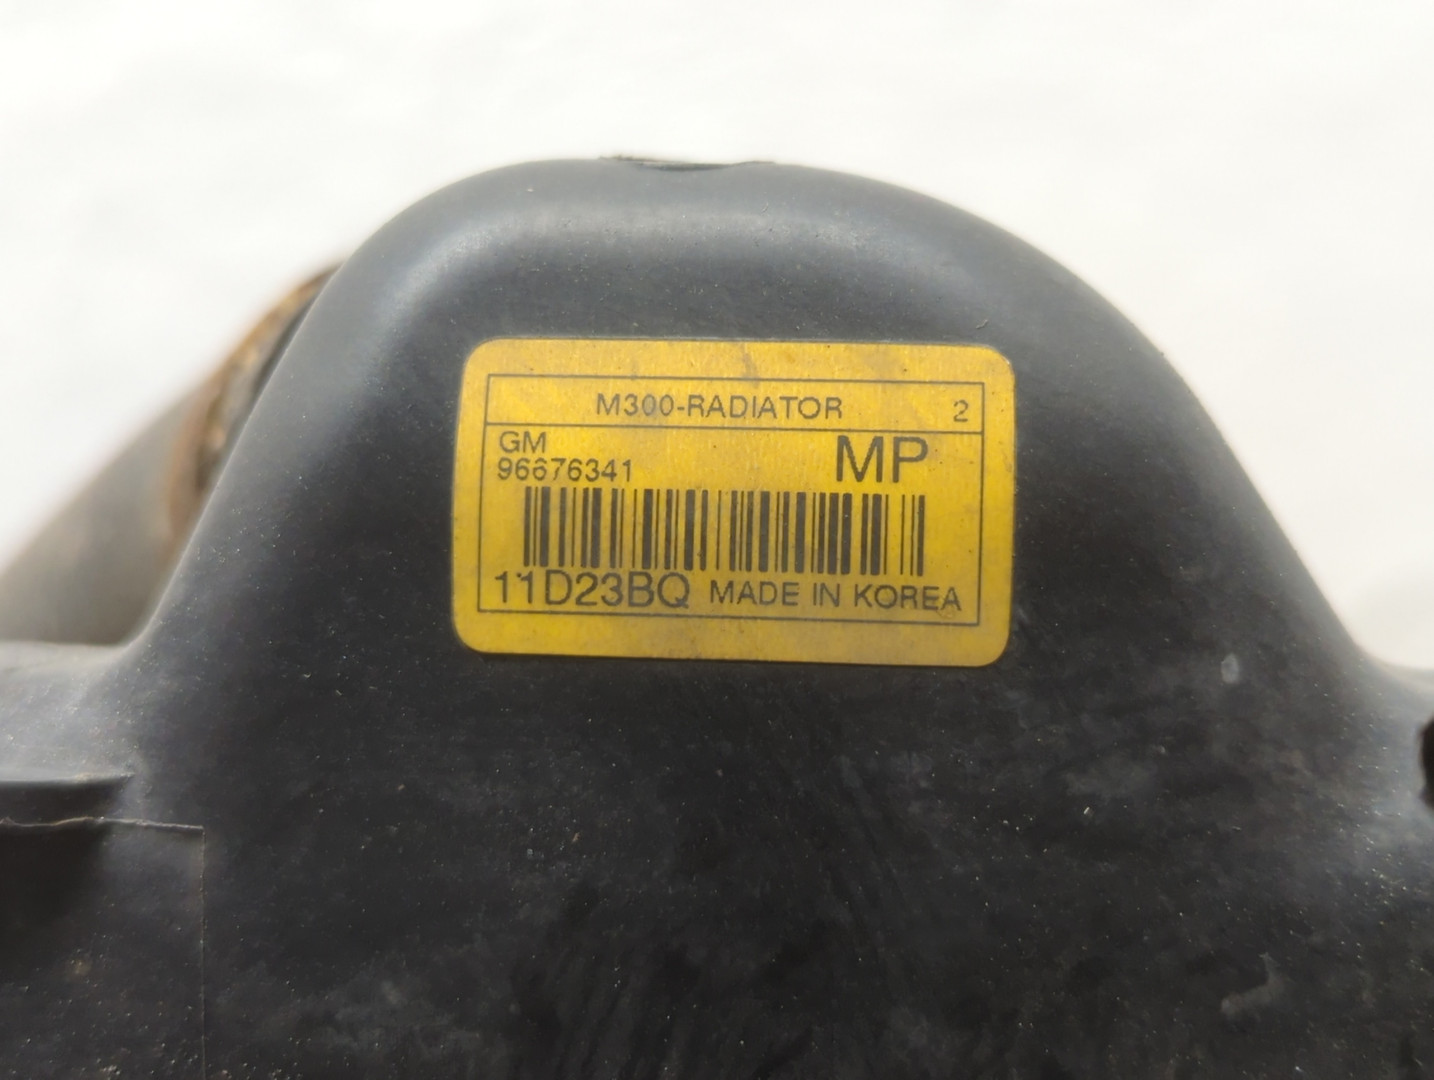 M300-RADIATOR 2
GM MP
96676341
11D23BQ MADE IN KOREA